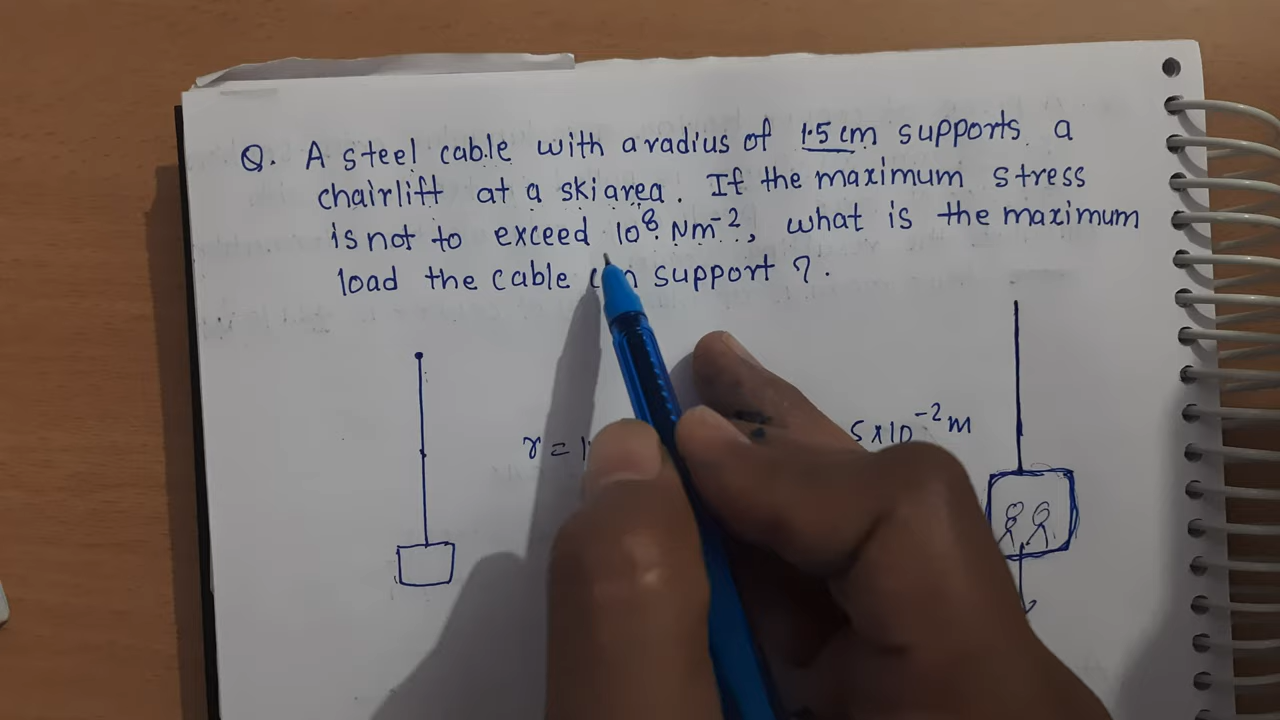 Q. A steel cable with a radius of 1.5 cm supports a
chairlift at a ski area. If the maximum stress
is not to exceed 10⁸ Nm⁻², what is the maximum
load the cable support ?.
r = 1
5 x 10⁻² m